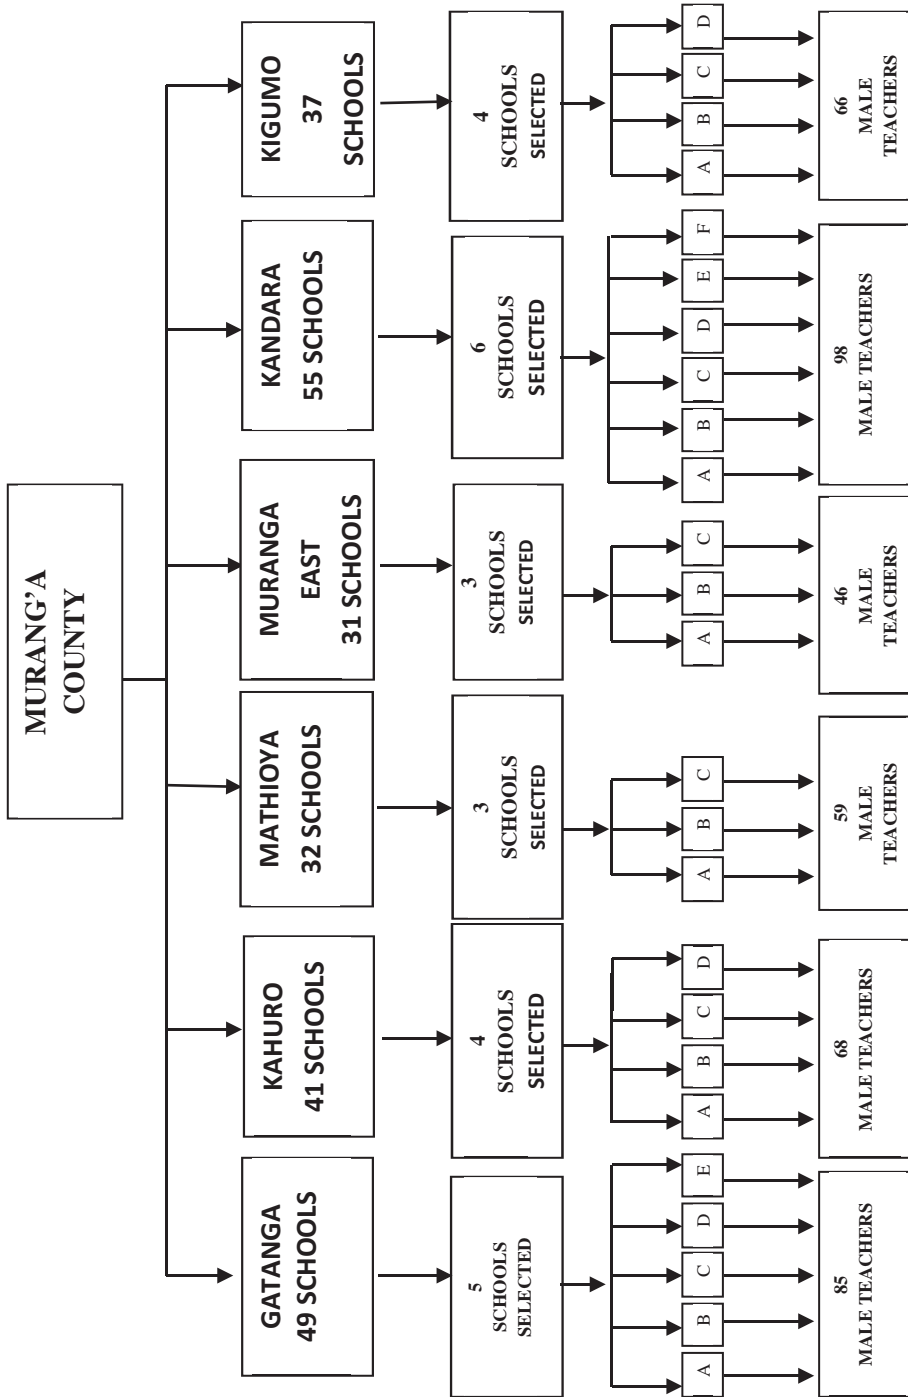 MURANG’A
COUNTY
GATANGA
49 SCHOOLS
KAHURO
41 SCHOOLS
MATHIOYA
32 SCHOOLS
MURANGA
EAST
31 SCHOOLS
KANDARA
55 SCHOOLS
KIGUMO
37
SCHOOLS
5
SCHOOLS
SELECTED
4
SCHOOLS
SELECTED
3
SCHOOLS
SELECTED
3
SCHOOLS
SELECTED
6
SCHOOLS
SELECTED
4
SCHOOLS
SELECTED
A B C D E
A B C D
A B C
A B C
A B C D E F
A B C D
85
MALE TEACHERS
68
MALE TEACHERS
59
MALE
TEACHERS
46
MALE
TEACHERS
98
MALE TEACHERS
66
MALE
TEACHERS